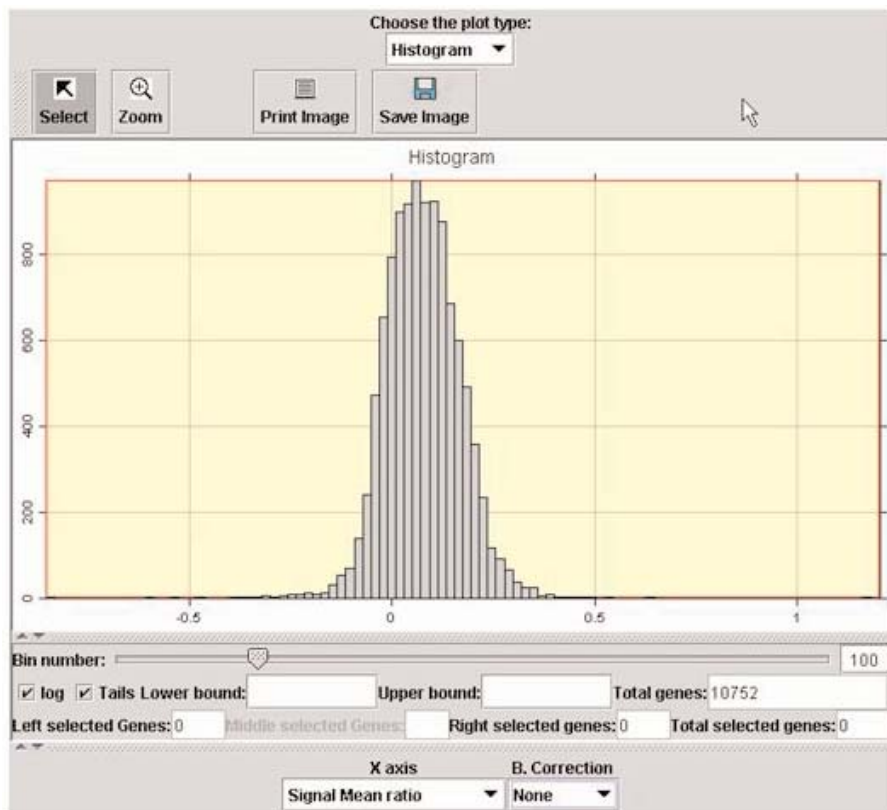 Choose the plot type:
Histogram
Select Zoom Print Image Save Image
Histogram
800
600
400
200
0
-0.5 0 0.5 1
Bin number: 100
log Tails Lower bound: Upper bound: Total genes: 10752
Left selected Genes: 0 Middle selected Genes: Right selected genes: 0 Total selected genes: 0
X axis B. Correction
Signal Mean ratio None